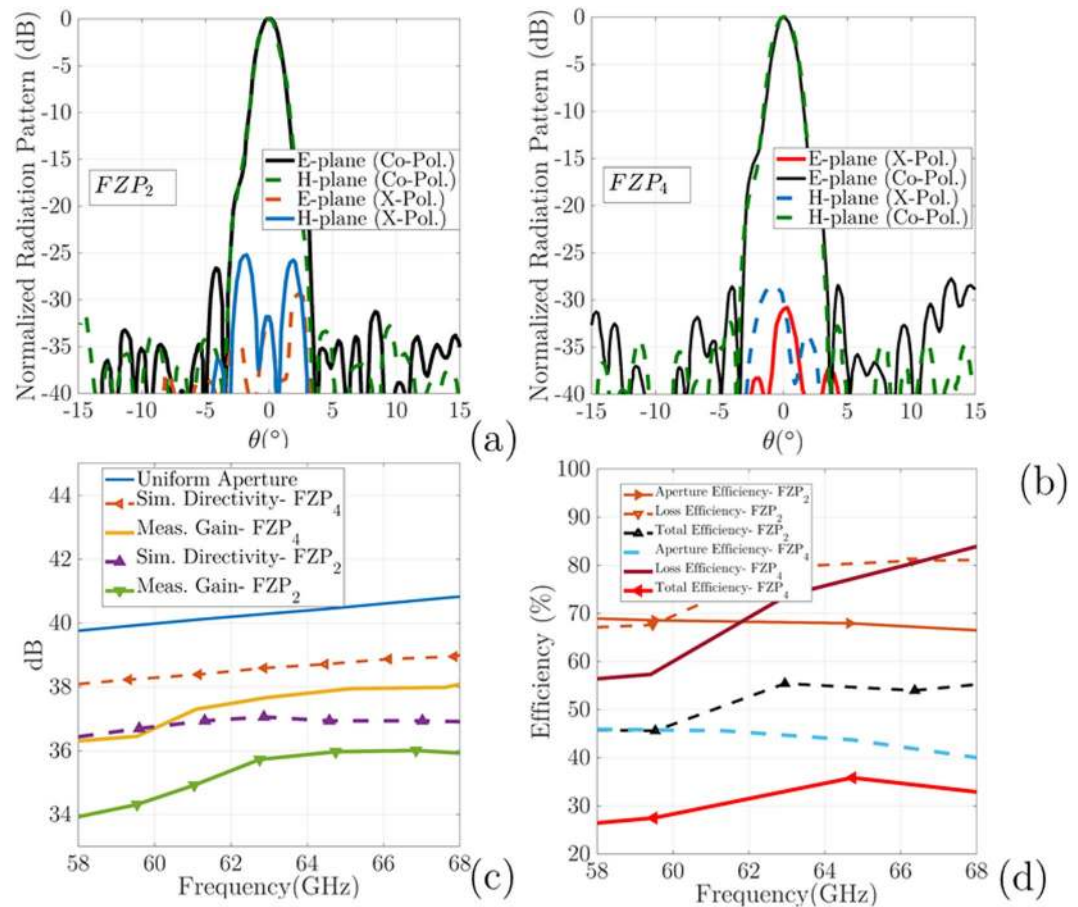 Normalized Radiation Pattern (dB)
0
-5
-10
-15
-20
-25
-30
-35
-40
FZP2
E-plane (Co-Pol.)
H-plane (Co-Pol.)
E-plane (X-Pol.)
H-plane (X-Pol.)
-15
-10
-5
0
5
10
15
θ(°)
(a)
Normalized Radiation Pattern (dB)
0
-5
-10
-15
-20
-25
-30
-35
-40
FZP4
E-plane (X-Pol.)
E-plane (Co-Pol.)
H-plane (X-Pol.)
H-plane (Co-Pol.)
-15
-10
-5
0
5
10
15
θ(°)
(b)
dB
44
42
40
38
36
34
Uniform Aperture
Sim. Directivity- FZP4
Meas. Gain- FZP4
Sim. Directivity- FZP2
Meas. Gain- FZP2
58
60
62
64
66
68
Frequency(GHz)
(c)
Efficiency (%)
100
90
80
70
60
50
40
30
20
Aperture Efficiency- FZP2
Loss Efficiency- FZP2
Total Efficiency- FZP2
Aperture Efficiency- FZP4
Loss Efficiency- FZP4
Total Efficiency- FZP4
58
60
62
64
66
68
Frequency(GHz)
(d)